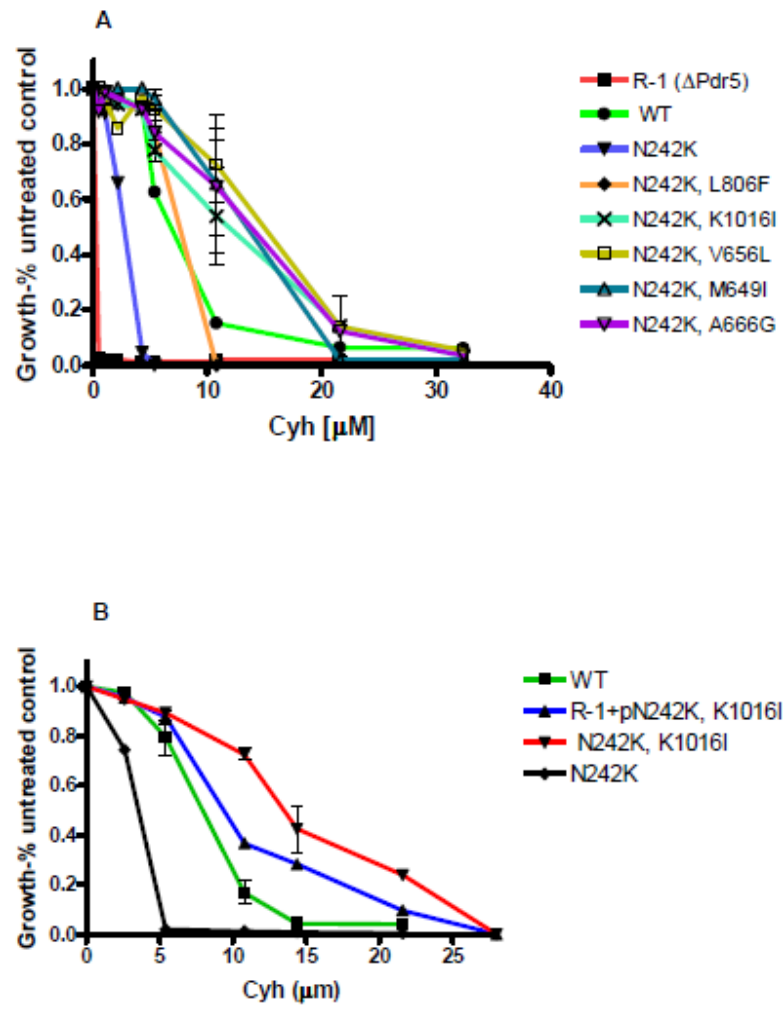 A
Growth-% untreated control
1.0
0.8
0.6
0.4
0.2
0.0
0 10 20 30 40
Cyh [μM]
R-1 (ΔPdr5)
WT
N242K
N242K, L806F
N242K, K1016I
N242K, V656L
N242K, M649I
N242K, A666G
B
Growth-% untreated control
1.0
0.8
0.6
0.4
0.2
0.0
0 5 10 15 20 25
Cyh (μm)
WT
R-1+pN242K, K1016I
N242K, K1016I
N242K